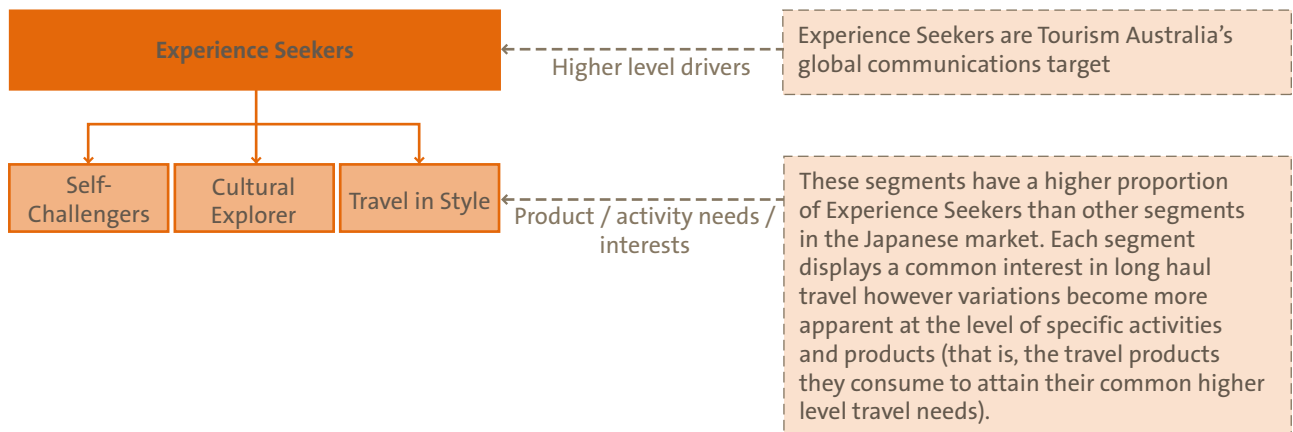 Experience Seekers
Higher level drivers
Experience Seekers are Tourism Australia’s
global communications target
Self-
Challengers
Cultural
Explorer
Travel in Style
Product / activity needs /
interests
These segments have a higher proportion
of Experience Seekers than other segments
in the Japanese market. Each segment
displays a common interest in long haul
travel however variations become more
apparent at the level of specific activities
and products (that is, the travel products
they consume to attain their common higher
level travel needs).